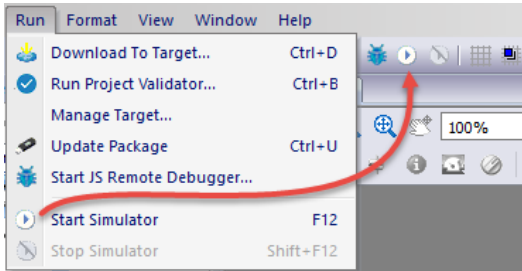 Run Format View Window Help
Download To Target... Ctrl+D
Run Project Validator... Ctrl+B
Manage Target...
Update Package Ctrl+U
100%
Start JS Remote Debugger...
Start Simulator F12
Stop Simulator Shift+F12